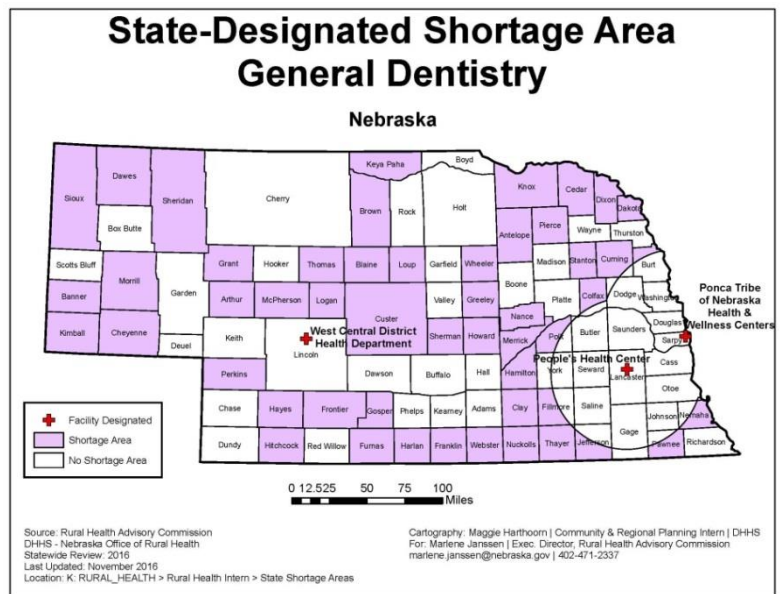 State-Designated Shortage Area
General Dentistry
Nebraska
Keya Paha
Boyd
Dawes
Sioux
Sheridan
Cherry
Knox
Cedar
Dixon
Dakota
Brown
Rock
Holt
Box Butte
Antelope
Pierce
Wayne
Thurston
Scotts Bluff
Morrill
Garden
Grant
Hooker
Thomas
Blaine
Loup
Garfield
Wheeler
Boone
Madison
Stanton
Cuming
Burt
Banner
Arthur
McPherson
Logan
Custer
Valley
Greeley
Nance
Platte
Colfax
Dodge
Washington
Ponca Tribe
of Nebraska
Health &
Wellness Centers
Kimball
Cheyenne
Deuel
Keith
Lincoln
West Central District
Health Department
Sherman
Howard
Merrick
Polk
Butler
Saunders
Douglas
Sarpy
Perkins
Dawson
Buffalo
Hall
Hamilton
York
Seward
People's Health Center
Lancaster
Cass
Otoe
Chase
Hayes
Frontier
Gosper
Phelps
Kearney
Adams
Clay
Fillmore
Saline
Gage
Johnson
Nemaha
Dundy
Hitchcock
Red Willow
Furnas
Harlan
Franklin
Webster
Nuckolls
Thayer
Jefferson
Pawnee
Richardson
Facility Designated
Shortage Area
No Shortage Area
0 12.525 50 75 100
Miles
Source: Rural Health Advisory Commission
DHHS - Nebraska Office of Rural Health
Statewide Review: 2016
Last Updated: November 2016
Location: K: RURAL_HEALTH > Rural Health Intern > State Shortage Areas
Cartography: Maggie Harthoorn | Community & Regional Planning Intern | DHHS
For: Marlene Janssen | Exec. Director, Rural Health Advisory Commission
marlene.janssen@nebraska.gov | 402-471-2337